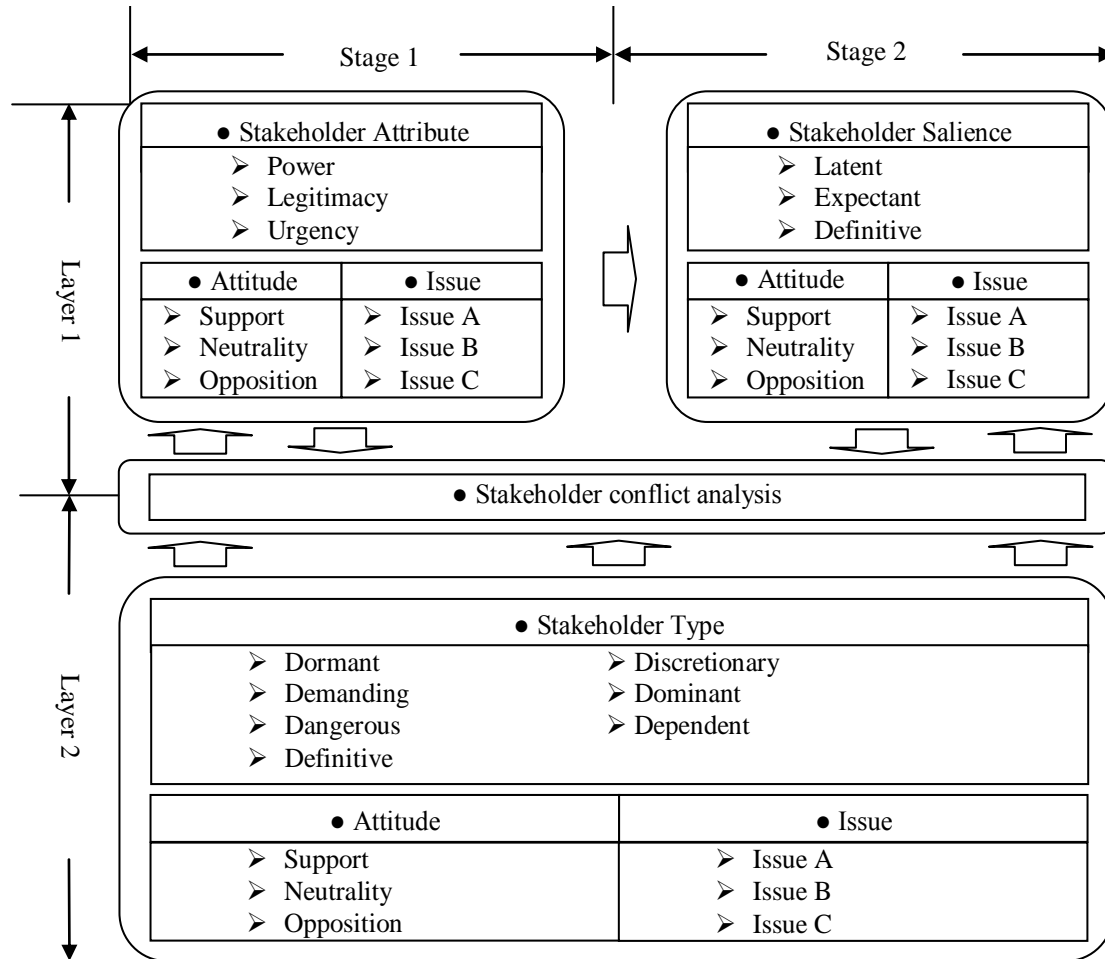 Stage 1
Stage 2
Layer 1
● Stakeholder Attribute
➢ Power
➢ Legitimacy
➢ Urgency
● Attitude
● Issue
➢ Support
➢ Neutrality
➢ Opposition
➢ Issue A
➢ Issue B
➢ Issue C
● Stakeholder Salience
➢ Latent
➢ Expectant
➢ Definitive
● Attitude
● Issue
➢ Support
➢ Neutrality
➢ Opposition
➢ Issue A
➢ Issue B
➢ Issue C
● Stakeholder conflict analysis
Layer 2
● Stakeholder Type
➢ Dormant
➢ Demanding
➢ Dangerous
➢ Definitive
➢ Discretionary
➢ Dominant
➢ Dependent
● Attitude
● Issue
➢ Support
➢ Neutrality
➢ Opposition
➢ Issue A
➢ Issue B
➢ Issue C